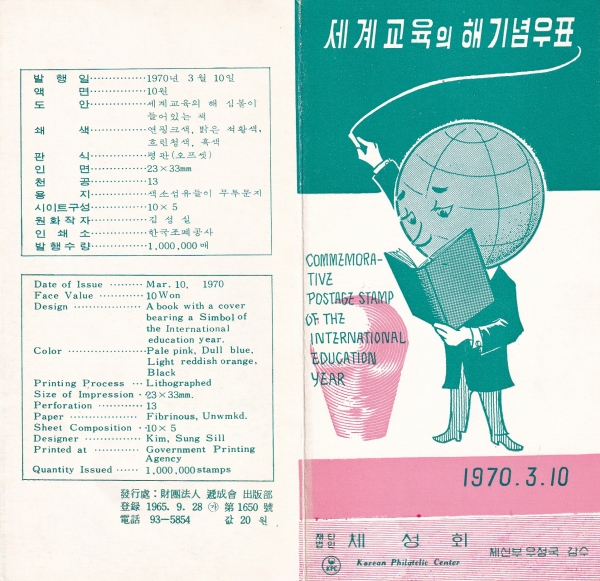 발 행 일 ·············· 1970년 3월 10일
액 면 ·············· 10원
도 안 ·············· 세계교육의 해 심볼이
들어있는 책
쇄 색 ·············· 연핑크색, 밝은 적황색,
흐린청색, 흑색
판 식 ·············· 평판(오프셋)
인 면 ·············· 23×33mm
천 공 ·············· 13
용 지 ·············· 색소섬유들이 무투문지
시이트구성 ·············· 10×5
원 화 작 자 ·············· 김 성 실
인 쇄 소 ·············· 한국조폐공사
발 행 수 량 ·············· 1,000,000매
Date of Issue ········· Mar. 10. 1970
Face Value ············ 10 Won
Design ·················· A book with a cover
bearing a Simbol of
the International
education year.
Color ···················· Pale pink, Dull blue,
Light reddish orange,
Black
Printing Process ··· Lithographed
Size of Impression ·· 23×33mm.
Perforation ············ 13
Paper ·················· Fibrinous, Unwmkd.
Sheet Composition ·· 10×5
Designer ··············· Kim, Sung Sill
Printed at ············ Government Printing
Agency
Quantity Issued ······ 1,000,000 stamps
發行處 : 財團法人 遞成會 出版部
登録 1965. 9. 28 ㉮ 第 1650 號
電話 93-5854 값 20 원
세계교육의 해 기념우표
COMMEMORA-
TIVE
POSTAGE STAMP
OF THE
INTERNATIONAL
EDUCATION
YEAR
1970.3.10
재단
법인 체 성 회
체신부 우정국 감수
KPC
Korean Philatelic Center